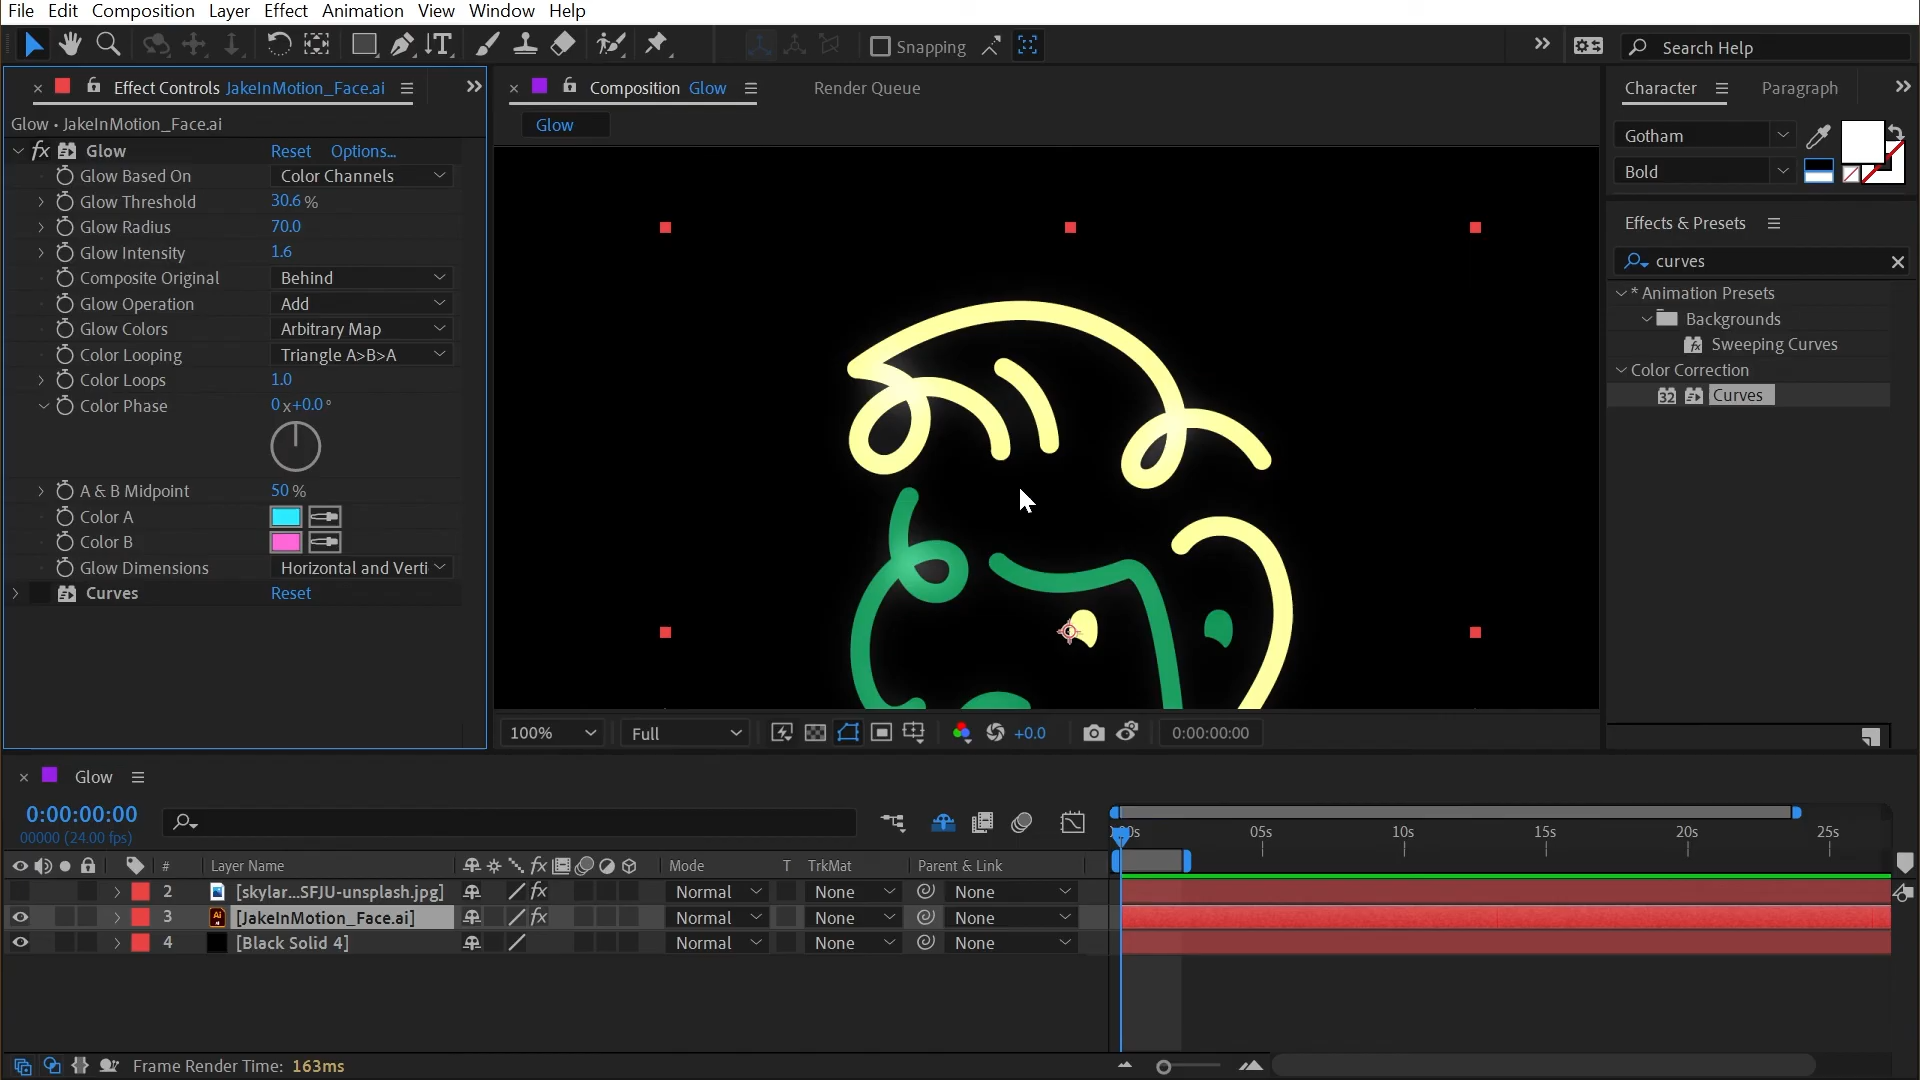 File Edit Composition Layer Effect Animation View Window Help
Snapping
Search Help
× Effect Controls JakeInMotion_Face.ai
× Composition Glow
Render Queue
Character
Paragraph
Glow • JakeInMotion_Face.ai
Glow
Gotham
Bold
fx Glow Reset Options...
Glow Based On Color Channels
Glow Threshold 30.6 %
Glow Radius 70.0
Glow Intensity 1.6
Composite Original Behind
Glow Operation Add
Glow Colors Arbitrary Map
Color Looping Triangle A>B>A
Color Loops 1.0
Color Phase 0x+0.0°
A & B Midpoint 50 %
Color A
Color B
Glow Dimensions Horizontal and Verti
Curves Reset
Effects & Presets
curves
* Animation Presets
Backgrounds
Sweeping Curves
Color Correction
32 Curves
100% Full +0.0 0:00:00:00
× Glow
0:00:00:00
00000 (24.00 fps)
:00s 05s 10s 15s 20s 25s
# Layer Name fx Mode T TrkMat Parent & Link
2 [skylar...SFJU-unsplash.jpg] fx Normal None None
3 Ai [JakeInMotion_Face.ai] fx Normal None None
4 [Black Solid 4] Normal None None
Frame Render Time: 163ms